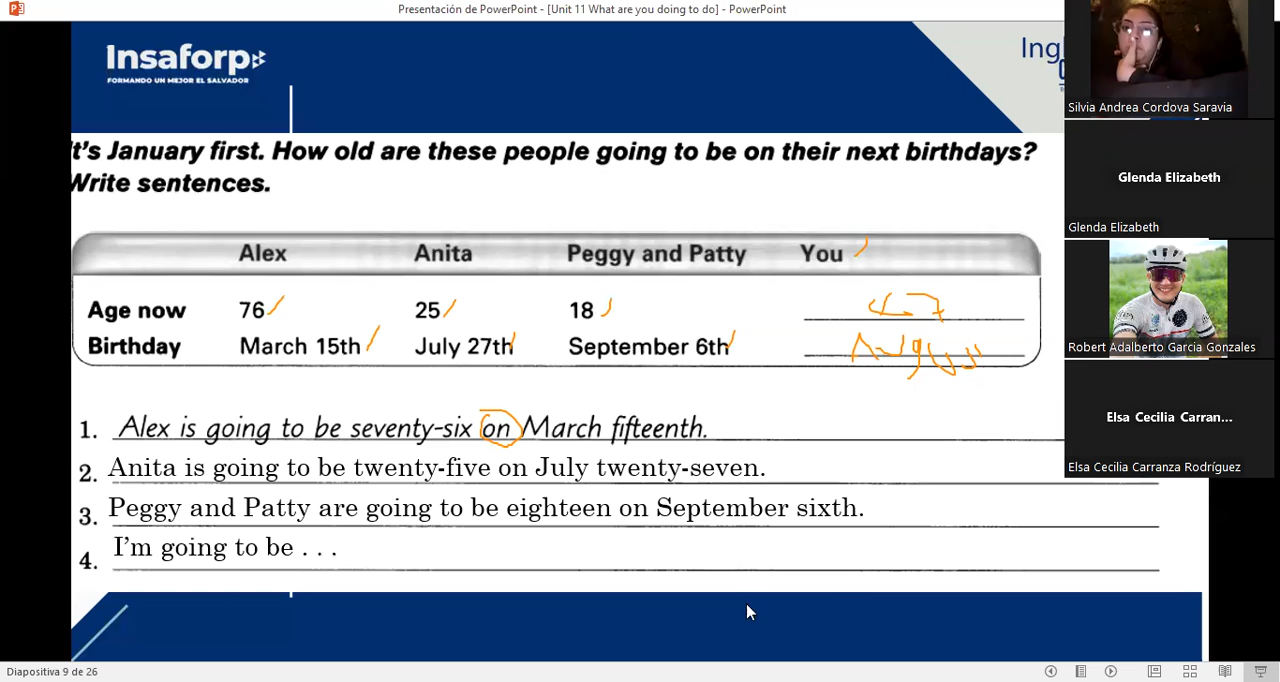 Presentación de PowerPoint - [Unit 11 What are you doing to do] - PowerPoint
Insaforp
FORMANDO UN MEJOR EL SALVADOR
Silvia Andrea Cordova Saravia
Glenda Elizabeth
Glenda Elizabeth
Robert Adalberto Garcia Gonzales
Elsa Cecilia Carran...
Elsa Cecilia Carranza Rodríguez
t's January first. How old are these people going to be on their next birthdays?
Write sentences.
Alex Anita Peggy and Patty You
Age now 76 25 18
Birthday March 15th July 27th September 6th
1. Alex is going to be seventy-six on March fifteenth.
2. Anita is going to be twenty-five on July twenty-seven.
3. Peggy and Patty are going to be eighteen on September sixth.
4. I'm going to be . . .
Diapositiva 9 de 26